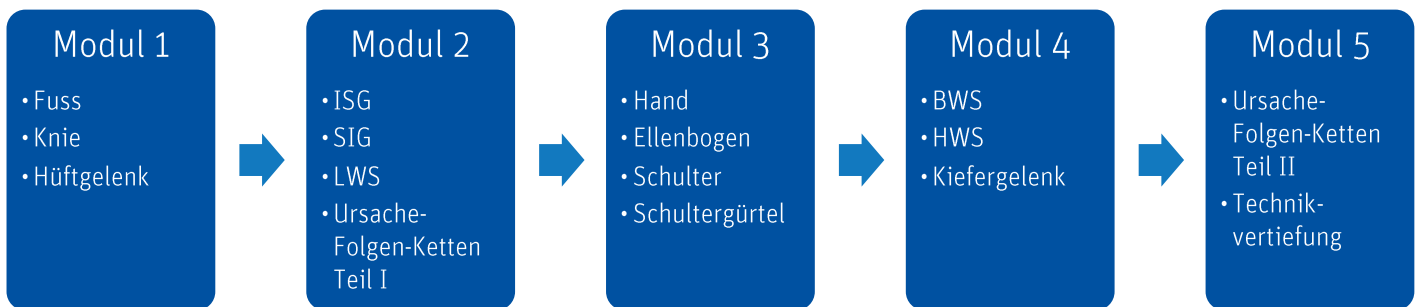 Modul 1
• Fuss
• Knie
• Hüftgelenk
Modul 2
• ISG
• SIG
• LWS
• Ursache-
Folgen-Ketten
Teil I
Modul 3
• Hand
• Ellenbogen
• Schulter
• Schultergürtel
Modul 4
• BWS
• HWS
• Kiefergelenk
Modul 5
• Ursache-
Folgen-Ketten
Teil II
• Technik-
vertiefung